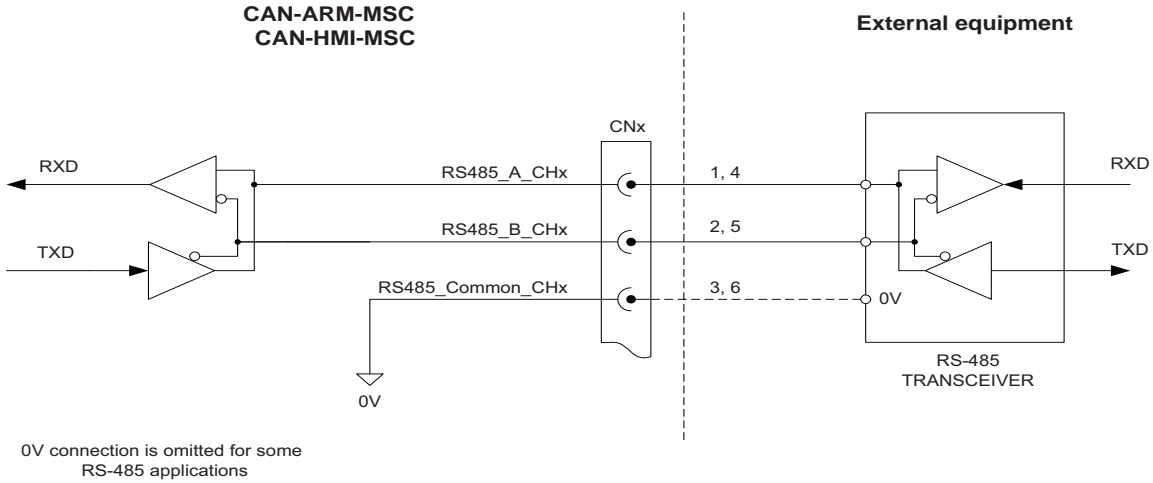 CAN-ARM-MSC
CAN-HMI-MSC
External equipment
CNx
RXD
RS485_A_CHx
1, 4
RXD
TXD
RS485_B_CHx
2, 5
TXD
RS485_Common_CHx
3, 6
0V
0V
RS-485
TRANSCEIVER
0V connection is omitted for some
RS-485 applications